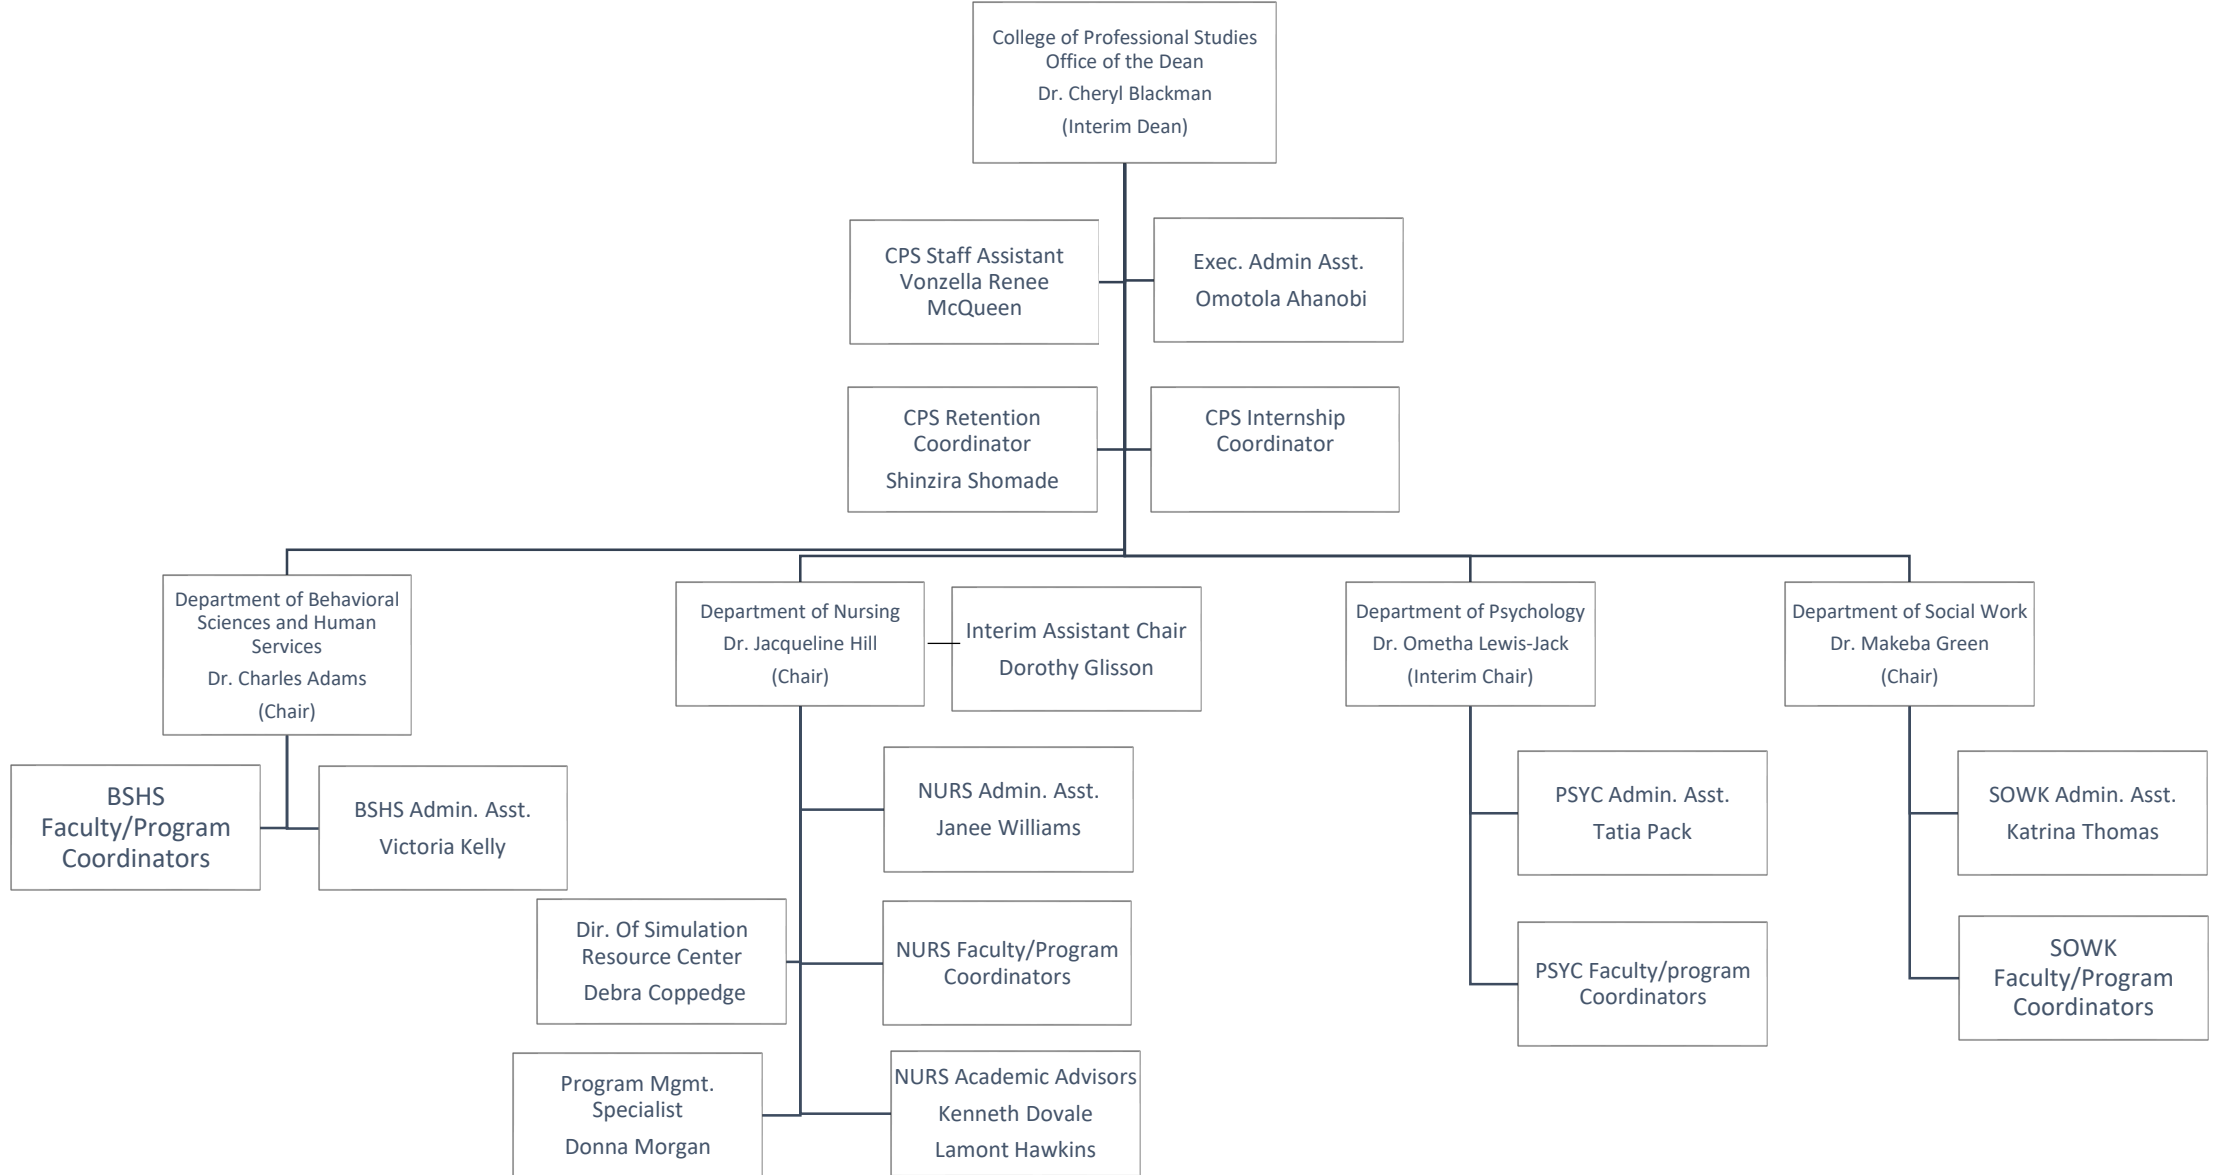 College of Professional Studies
Office of the Dean
Dr. Cheryl Blackman
(Interim Dean)
CPS Staff Assistant
Vonzella Renee
McQueen
Exec. Admin Asst.
Omotola Ahanobi
CPS Retention
Coordinator
Shinzira Shomade
CPS Internship
Coordinator
Department of Behavioral
Sciences and Human
Services
Dr. Charles Adams
(Chair)
Department of Nursing
Dr. Jacqueline Hill
(Chair)
Interim Assistant Chair
Dorothy Glisson
Department of Psychology
Dr. Ometha Lewis-Jack
(Interim Chair)
Department of Social Work
Dr. Makeba Green
(Chair)
BSHS
Faculty/Program
Coordinators
BSHS Admin. Asst.
Victoria Kelly
NURS Admin. Asst.
Janee Williams
PSYC Admin. Asst.
Tatia Pack
SOWK Admin. Asst.
Katrina Thomas
Dir. Of Simulation
Resource Center
Debra Coppedge
NURS Faculty/Program
Coordinators
PSYC Faculty/program
Coordinators
SOWK
Faculty/Program
Coordinators
Program Mgmt.
Specialist
Donna Morgan
NURS Academic Advisors
Kenneth Dovale
Lamont Hawkins